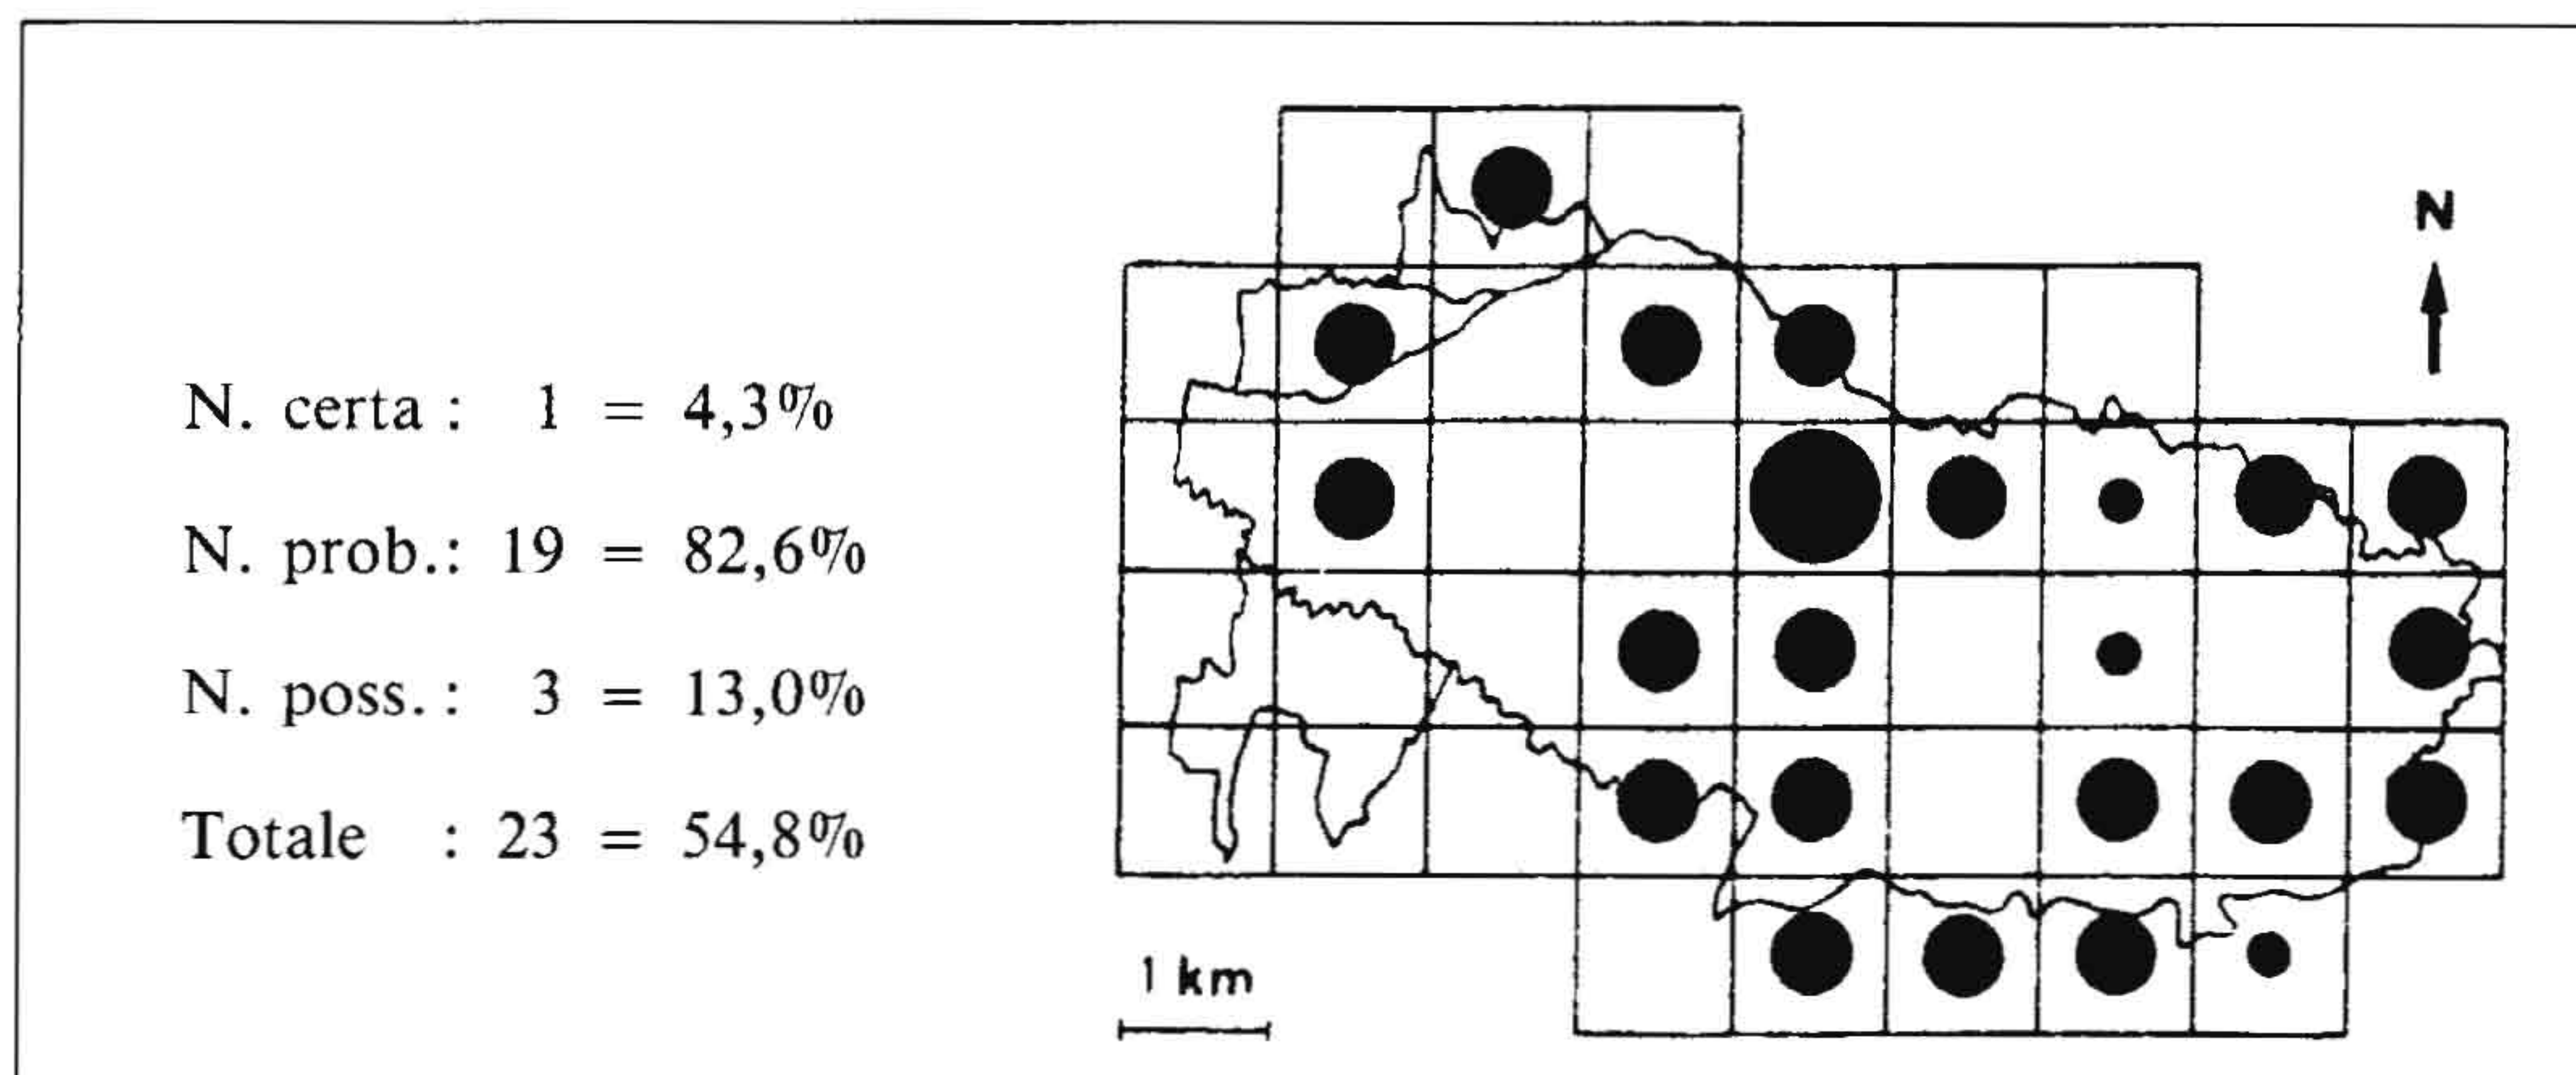 N. certa : 1 = 4,3%
N. prob.: 19 = 82,6%
N. poss. : 3 = 13,0%
Totale : 23 = 54,8%
N
1 km